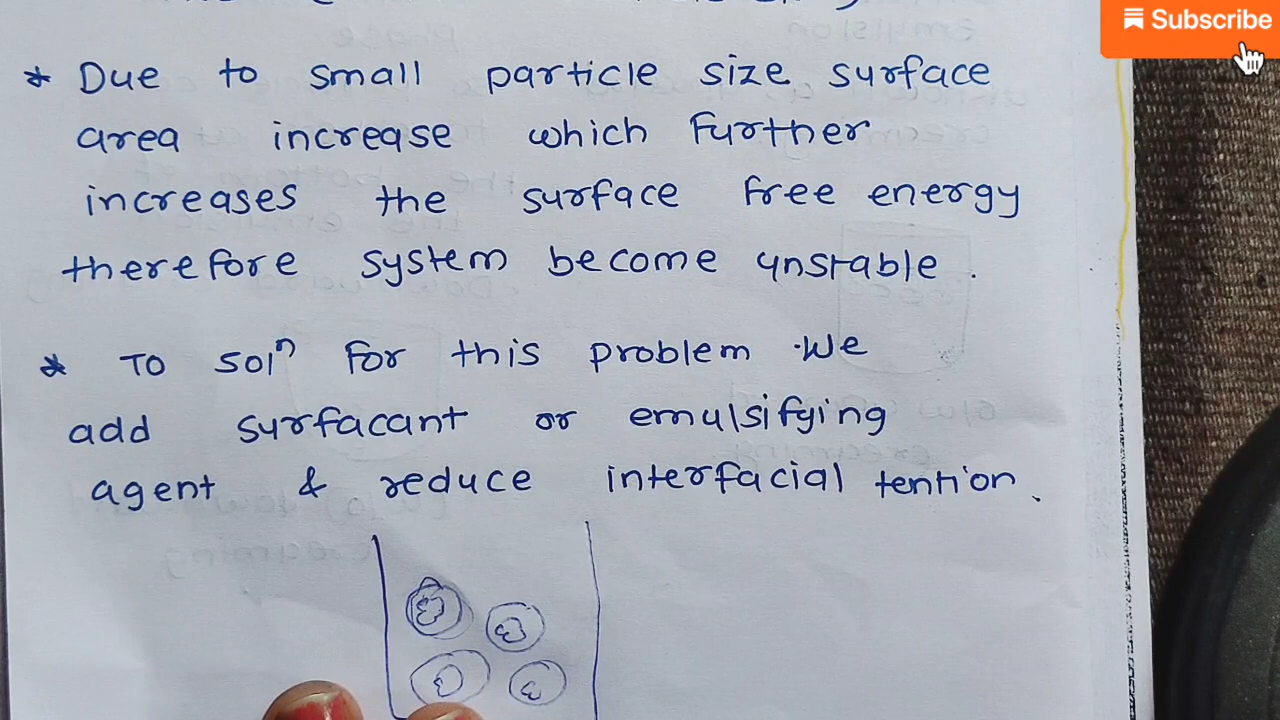 Subscribe
* Due to small particle size surface
area increase which further
increases the surface free energy
therefore system become unstable.
* To solⁿ for this problem we
add surfacant or emulsifying
agent & reduce interfacial tention.